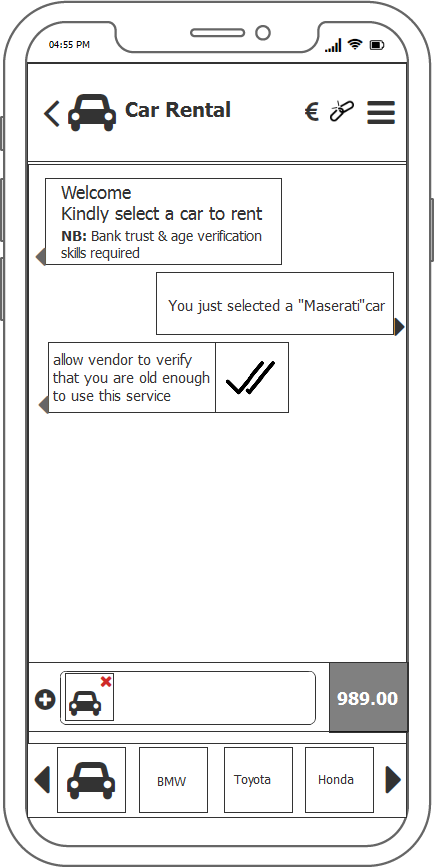 04:55 PM
Car Rental €
Welcome
Kindly select a car to rent
NB: Bank trust & age verification
skills required
You just selected a "Maserati"car
allow vendor to verify
that you are old enough
to use this service
989.00
BMW
Toyota
Honda